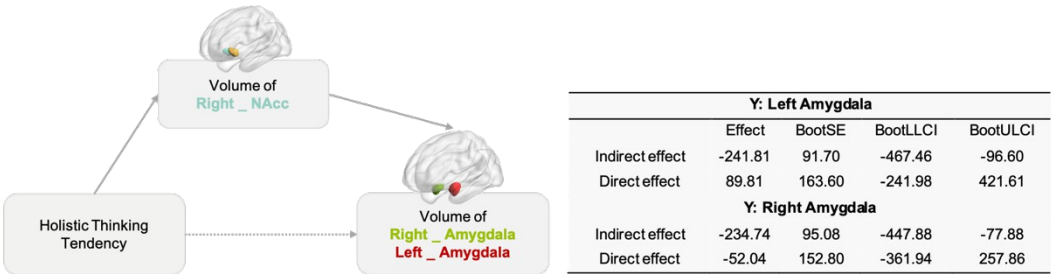 Volume of
Right _ NAcc
Holistic Thinking
Tendency
Volume of
Right _ Amygdala
Left _ Amygdala
Y: Left Amygdala
Effect BootSE BootLLCI BootULCI
Indirect effect -241.81 91.70 -467.46 -96.60
Direct effect 89.81 163.60 -241.98 421.61
Y: Right Amygdala
Indirect effect -234.74 95.08 -447.88 -77.88
Direct effect -52.04 152.80 -361.94 257.86